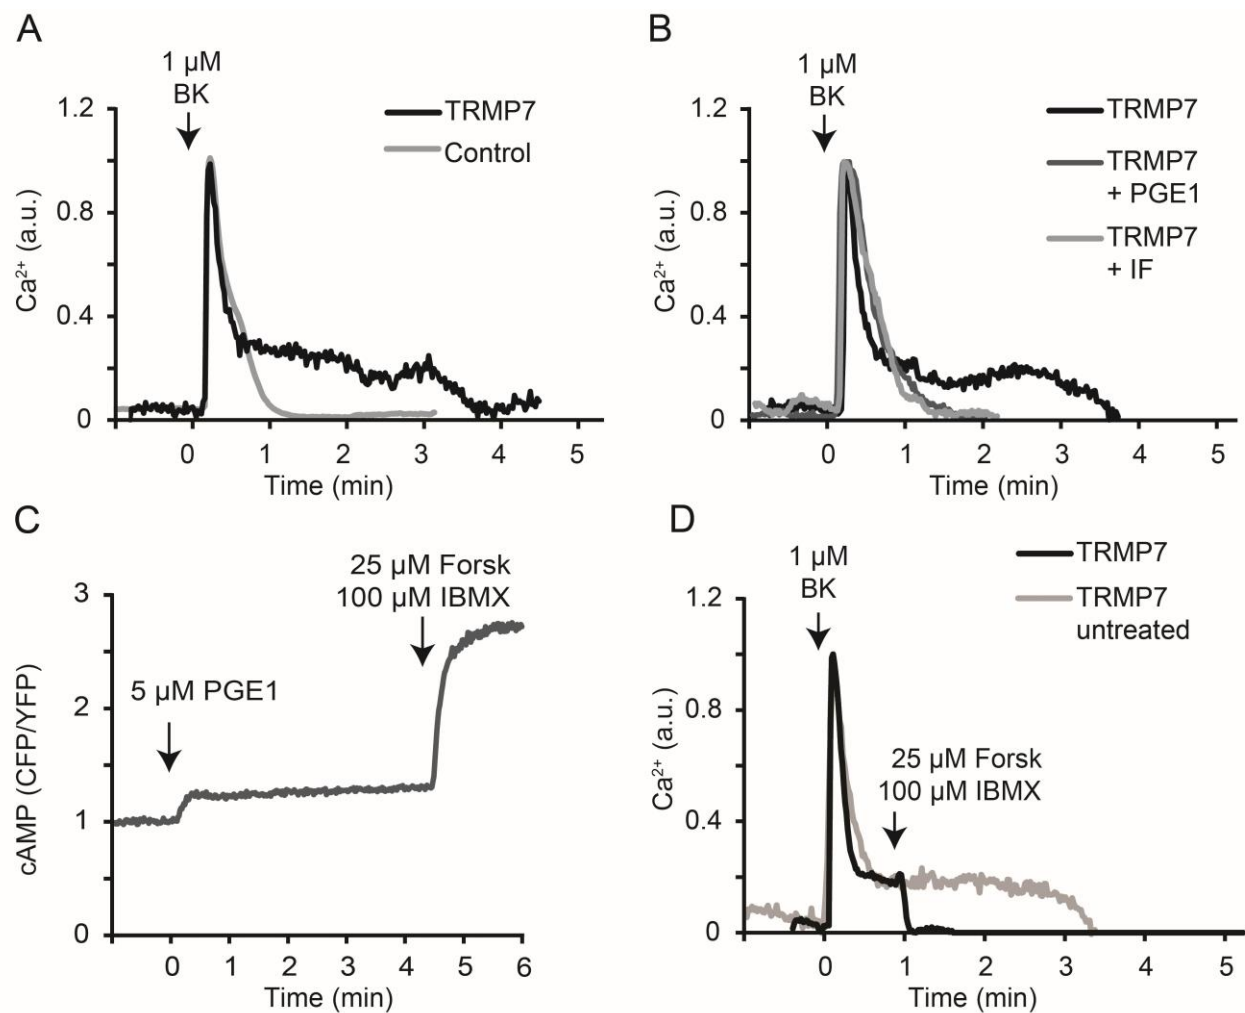 A
1 µM
BK
TRMP7
Control
1.2
0.8
0.4
0
Ca²⁺ (a.u.)
0 1 2 3 4 5
Time (min)
B
1 µM
BK
TRMP7
TRMP7
+ PGE1
TRMP7
+ IF
1.2
0.8
0.4
0
Ca²⁺ (a.u.)
0 1 2 3 4 5
Time (min)
C
25 µM Forsk
100 µM IBMX
5 µM PGE1
3
2
1
0
cAMP (CFP/YFP)
0 1 2 3 4 5 6
Time (min)
D
1 µM
BK
TRMP7
TRMP7
untreated
25 µM Forsk
100 µM IBMX
1.2
0.8
0.4
0
Ca²⁺ (a.u.)
0 1 2 3 4 5
Time (min)